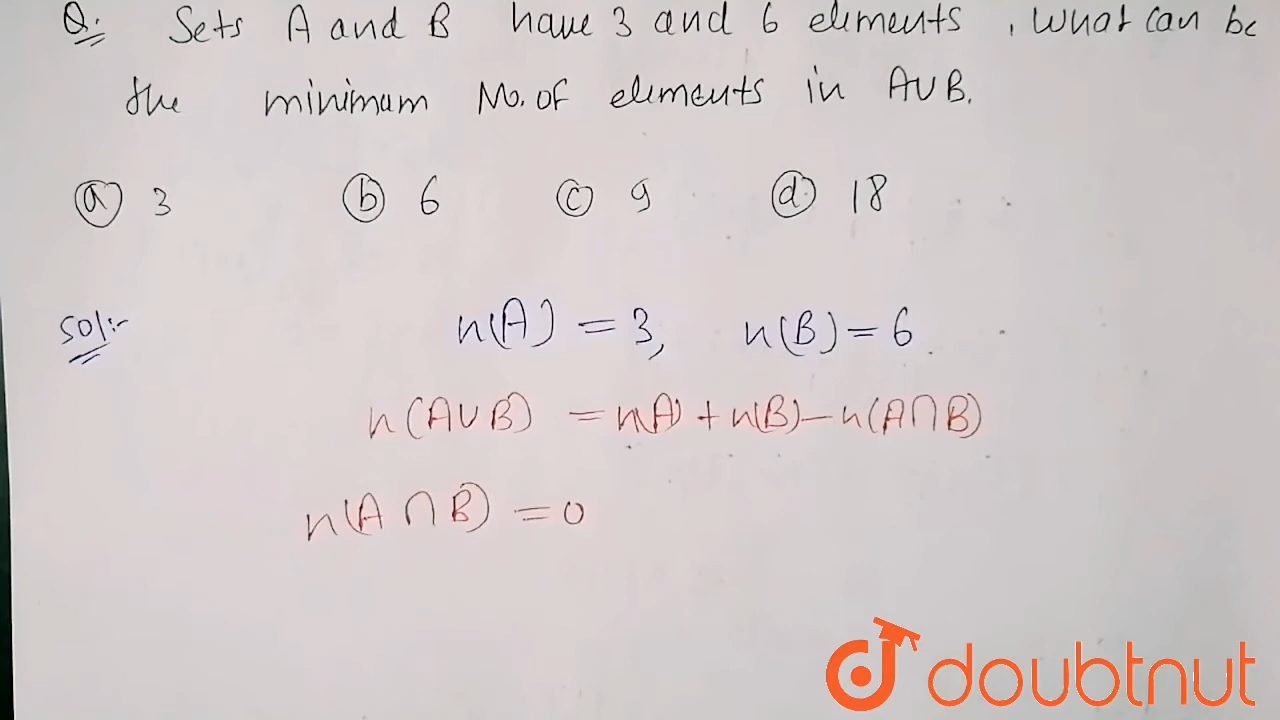 Q: Sets A and B have 3 and 6 elements, What can be
the minimum No. of elements in A∪B.
(a) 3 (b) 6 (c) 9 (d) 18
Sol:- n(A) = 3, n(B) = 6
n(A∪B) = n(A) + n(B) - n(A∩B)
n(A∩B) = 0
doubtnut